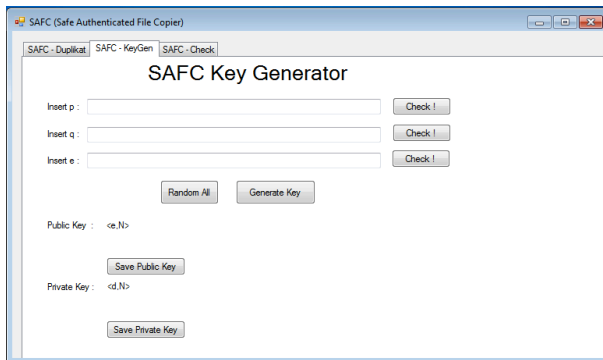 SAFC (Safe Authenticated File Copier)
SAFC - Duplikat SAFC - KeyGen SAFC - Check
SAFC Key Generator
Insert p : Check !
Insert q : Check !
Insert e : Check !
Random All Generate Key
Public Key : <e,N>
Save Public Key
Private Key : <d,N>
Save Private Key